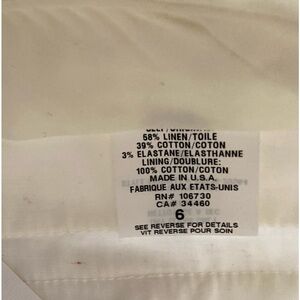 58% LINEN/TOILE
39% COTTON/COTON
3% ELASTANE/ELASTHANNE
LINING/DOUBLURE:
100% COTTON/COTON
MADE IN U.S.A.
FABRIQUE AUX ETATS-UNIS
RN# 106730
CA# 34460
6
SEE REVERSE FOR DETAILS
VIT REVERSE POUR SOIN